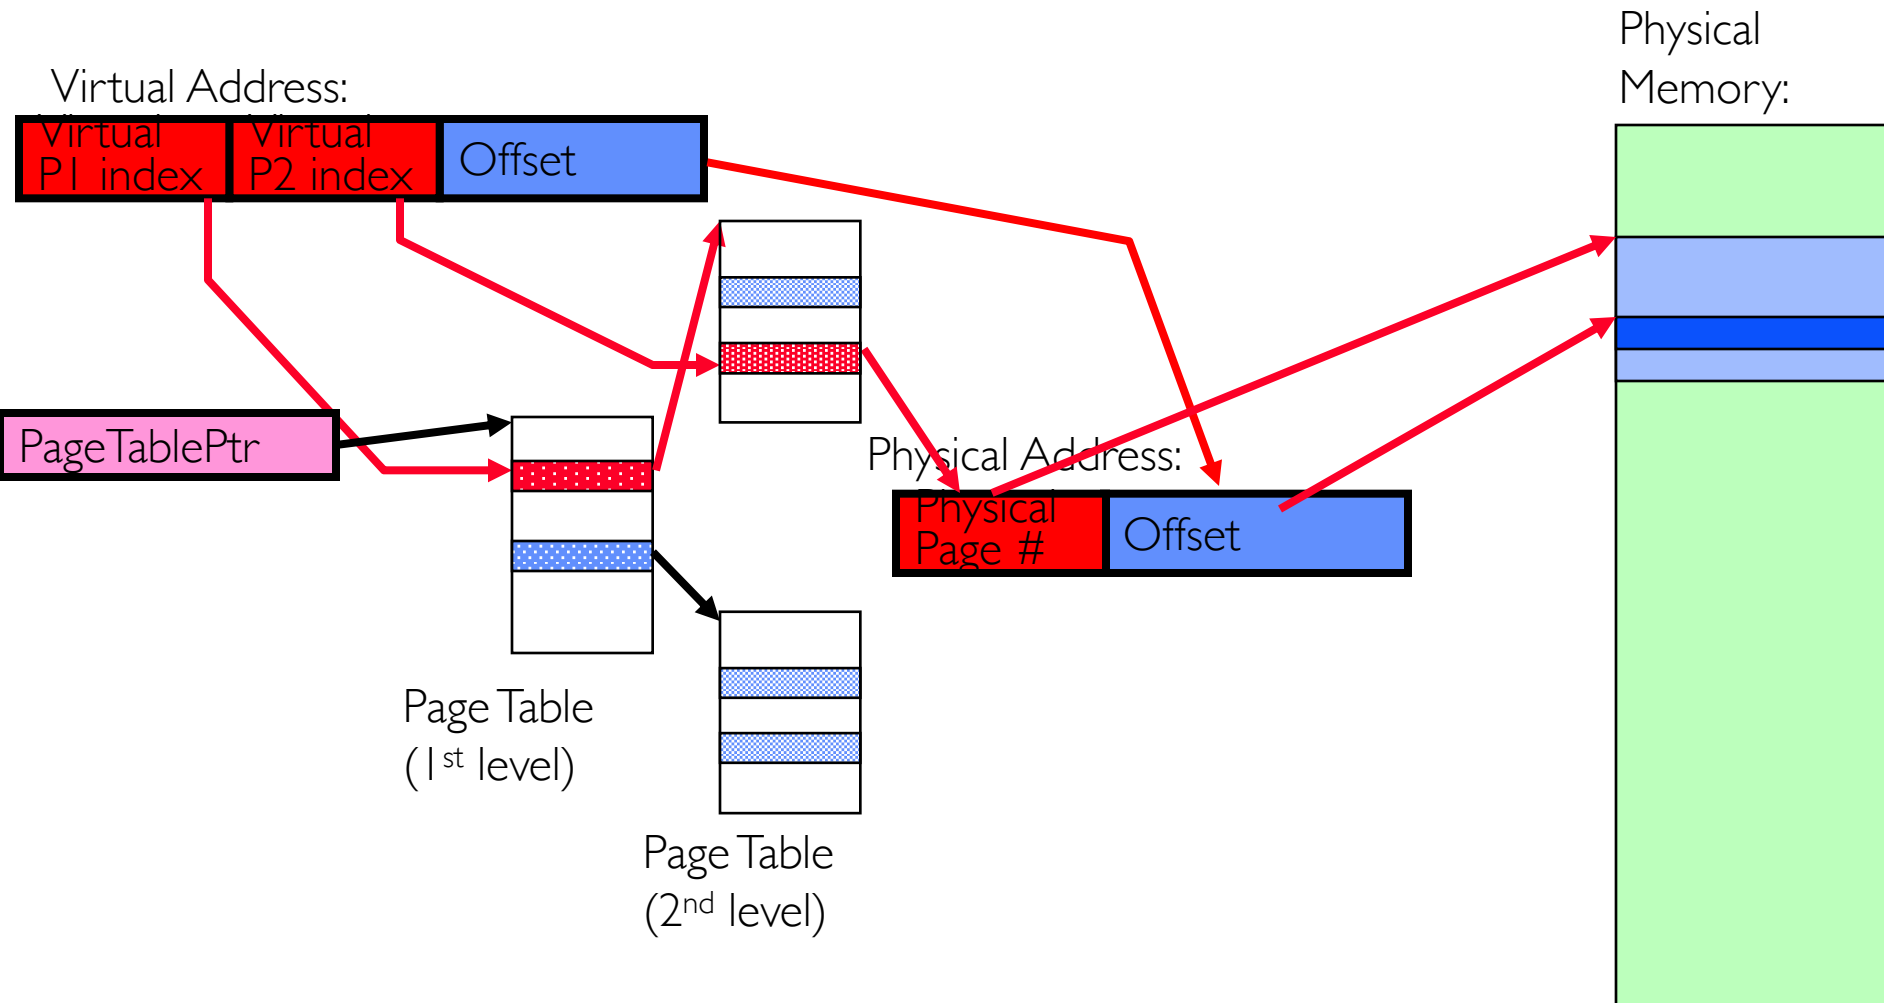 Physical
Memory:
Virtual Address:
Virtual
P1 index
Virtual
P2 index
Offset
PageTablePtr
Physical Address:
Physical
Page #
Offset
Page Table
(1st level)
Page Table
(2nd level)